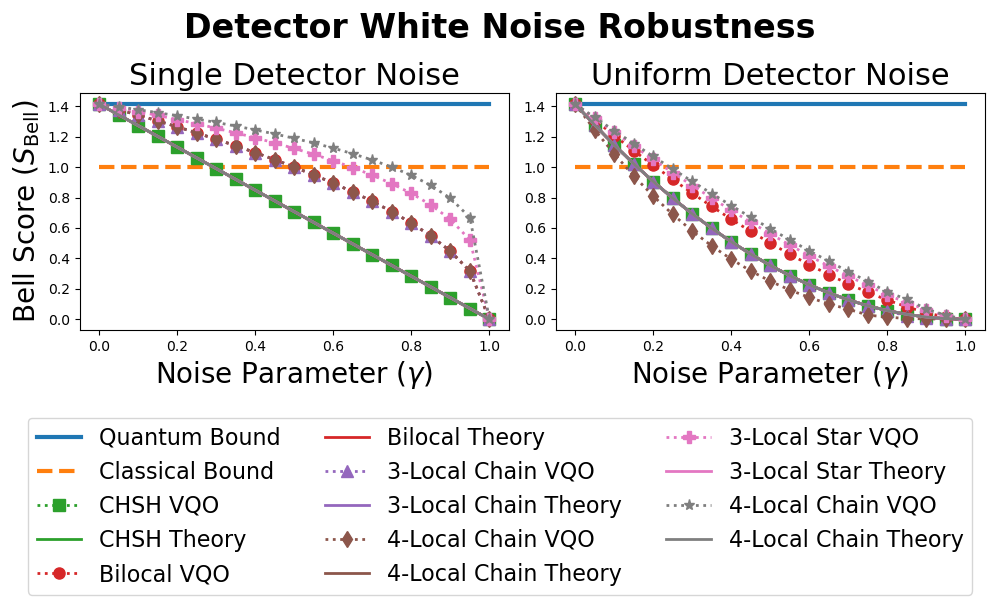 Detector White Noise Robustness
Single Detector Noise
Uniform Detector Noise
Bell Score (S_Bell)
1.4
1.2
1.0
0.8
0.6
0.4
0.2
0.0
0.0 0.2 0.4 0.6 0.8 1.0
Noise Parameter (γ)
1.4
1.2
1.0
0.8
0.6
0.4
0.2
0.0
0.0 0.2 0.4 0.6 0.8 1.0
Noise Parameter (γ)
Quantum Bound
Classical Bound
CHSH VQO
CHSH Theory
Bilocal VQO
Bilocal Theory
3-Local Chain VQO
3-Local Chain Theory
4-Local Chain VQO
4-Local Chain Theory
3-Local Star VQO
3-Local Star Theory
4-Local Chain VQO
4-Local Chain Theory